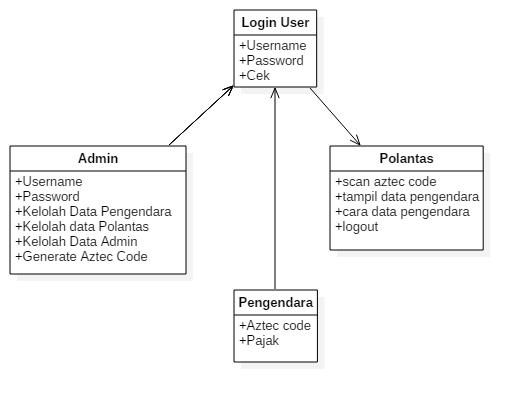 Login User
+Username
+Password
+Cek
Admin
+Username
+Password
+Kelolah Data Pengendara
+Kelolah data Polantas
+Kelolah Data Admin
+Generate Aztec Code
Polantas
+scan aztec code
+tampil data pengendara
+cara data pengendara
+logout
Pengendara
+Aztec code
+Pajak